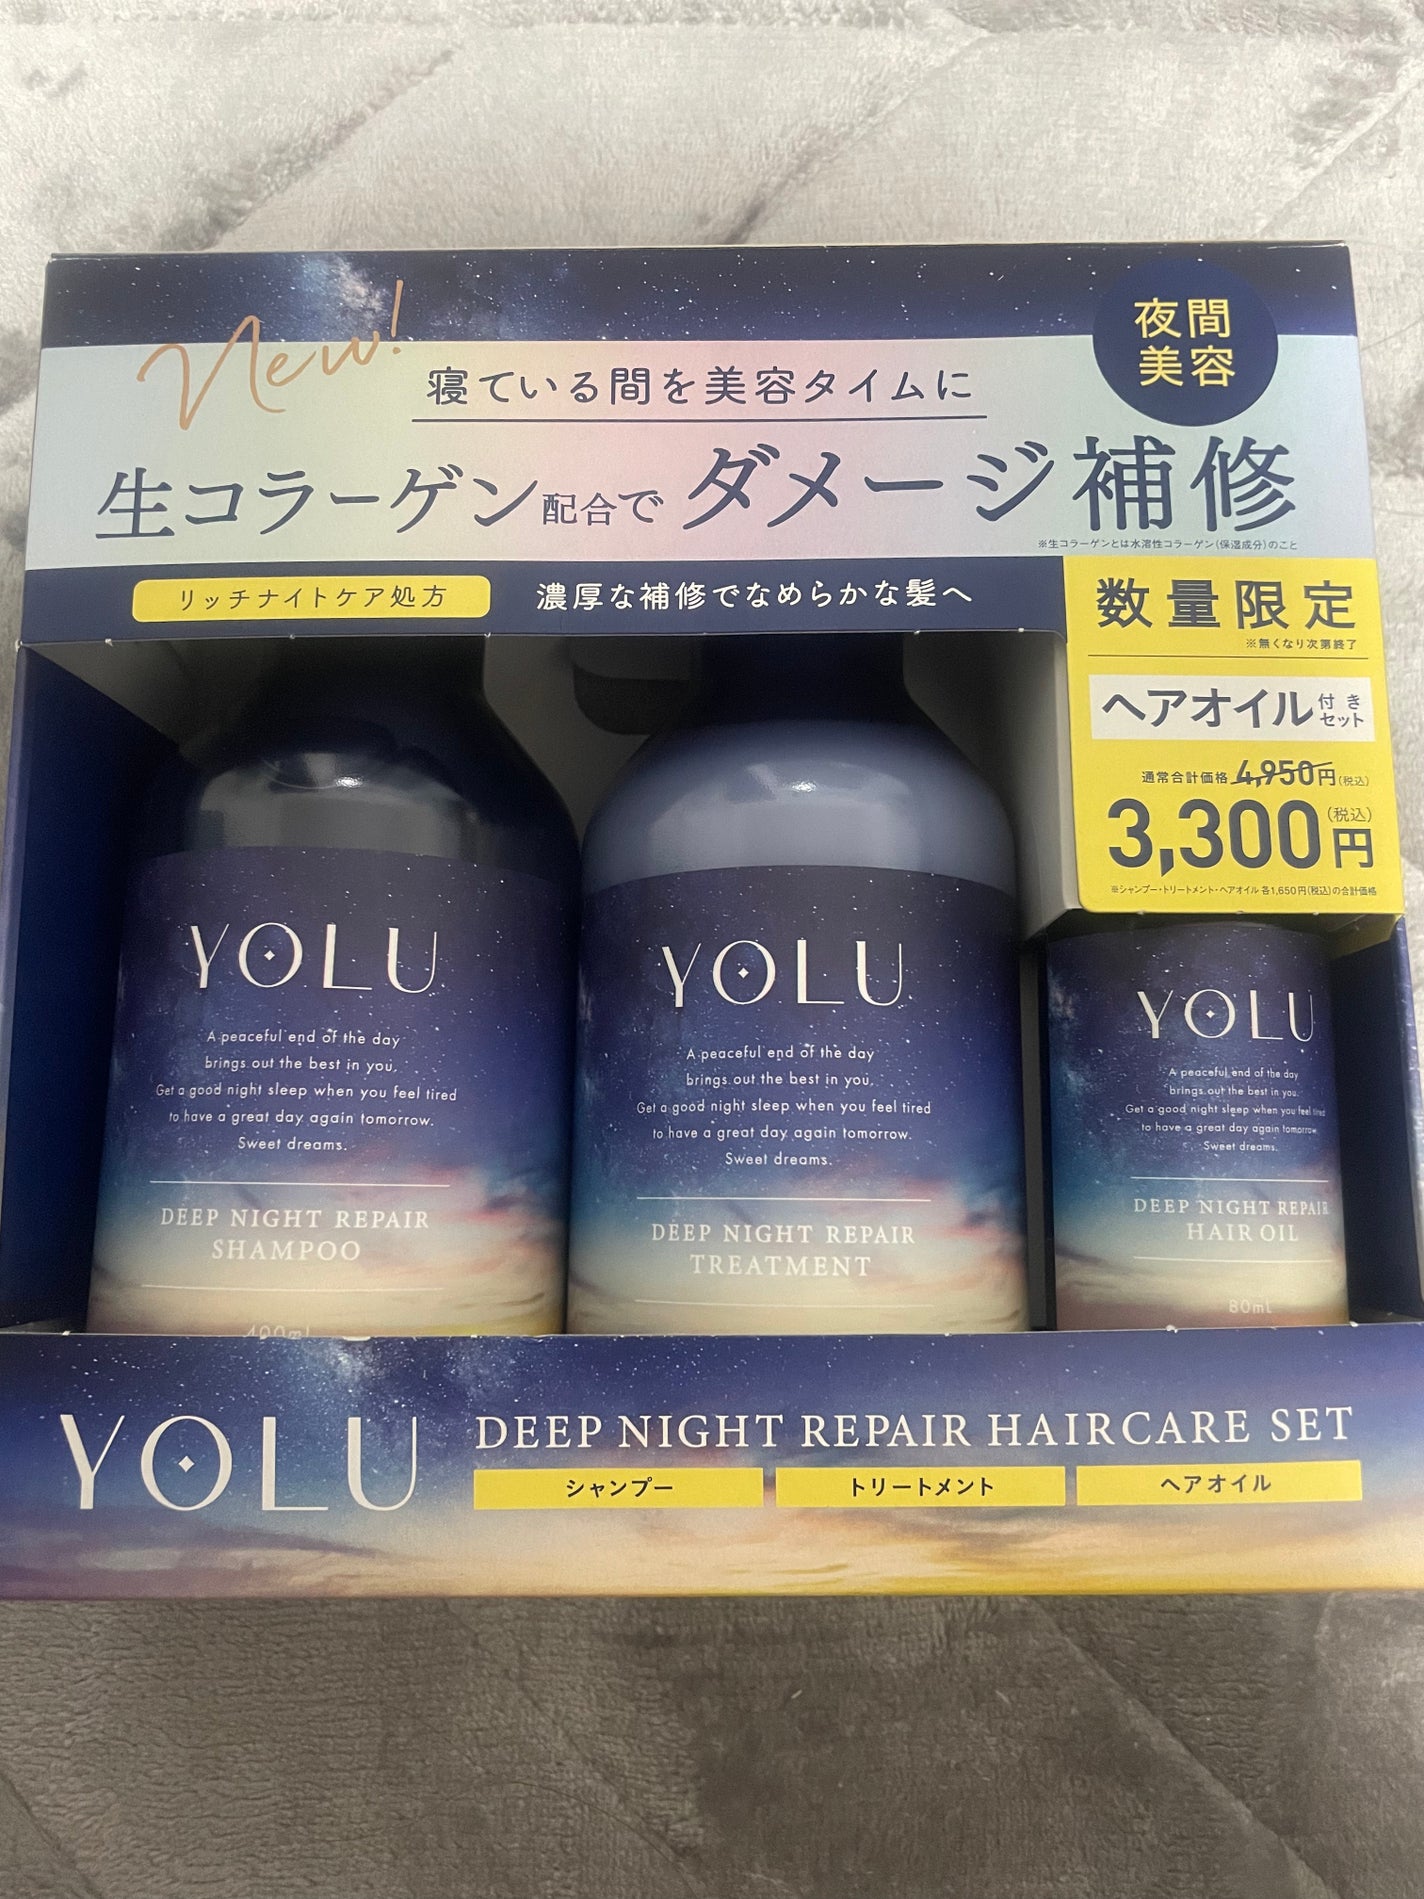 New!
寝ている間を美容タイムに
夜間
美容
生コラーゲン配合でダメージ補修
※生コラーゲンとは水溶性コラーゲン(保湿成分)のこと
リッチナイトケア処方
濃厚な補修でなめらかな髪へ
数量限定
※無くなり次第終了
ヘアオイル付きセット
通常合計価格 4,950円(税込)
3,300円(税込)
※シャンプー・トリートメント・ヘアオイル 各1,650円(税込)の合計価格
YOLU
A peaceful end of the day
brings out the best in you.
Get a good night sleep when you feel tired
to have a great day again tomorrow.
Sweet dreams.
DEEP NIGHT REPAIR
SHAMPOO
400mL
YOLU
A peaceful end of the day
brings out the best in you.
Get a good night sleep when you feel tired
to have a great day again tomorrow.
Sweet dreams.
DEEP NIGHT REPAIR
TREATMENT
YOLU
A peaceful end of the day
brings out the best in you.
Get a good night sleep when you feel tired
to have a great day again tomorrow
Sweet dreams.
DEEP NIGHT REPAIR
HAIR OIL
80mL
YOLU
DEEP NIGHT REPAIR HAIRCARE SET
シャンプー
トリートメント
ヘアオイル